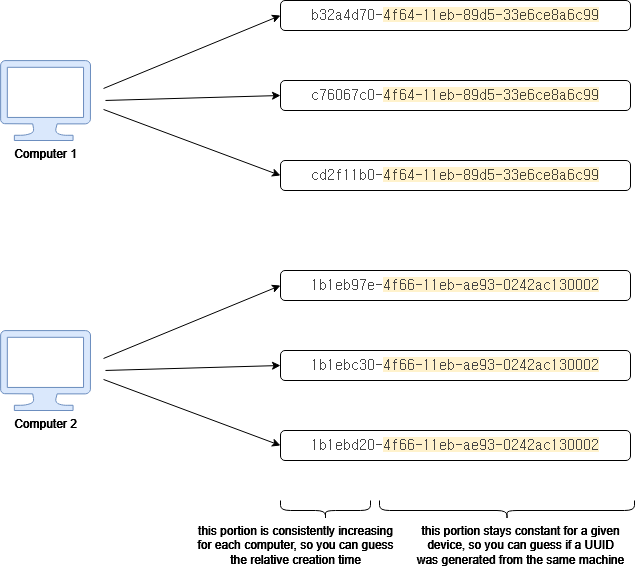 b32a4d70-4f64-11eb-89d5-33e6ce8a6c99
c76067c0-4f64-11eb-89d5-33e6ce8a6c99
Computer 1
cd2f11b0-4f64-11eb-89d5-33e6ce8a6c99
1b1eb97e-4f66-11eb-ae93-0242ac130002
1b1ebc30-4f66-11eb-ae93-0242ac130002
Computer 2
1b1ebd20-4f66-11eb-ae93-0242ac130002
this portion is consistently increasing
for each computer, so you can guess
the relative creation time
this portion stays constant for a given
device, so you can guess if a UUID
was generated from the same machine